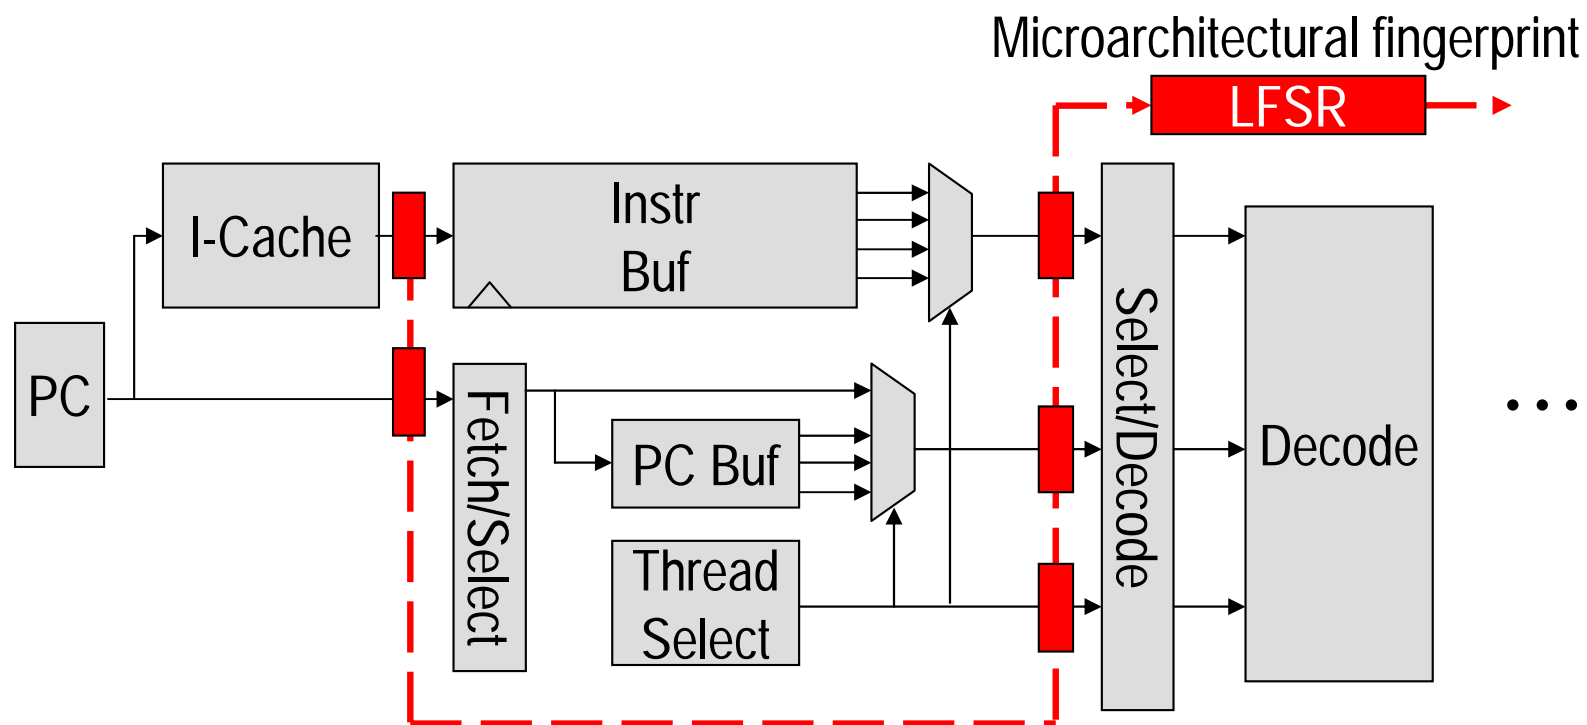 Microarchitectural fingerprint
LFSR
I-Cache
Instr
Buf
PC
Fetch/Select
PC Buf
Thread
Select
Select/Decode
Decode
...